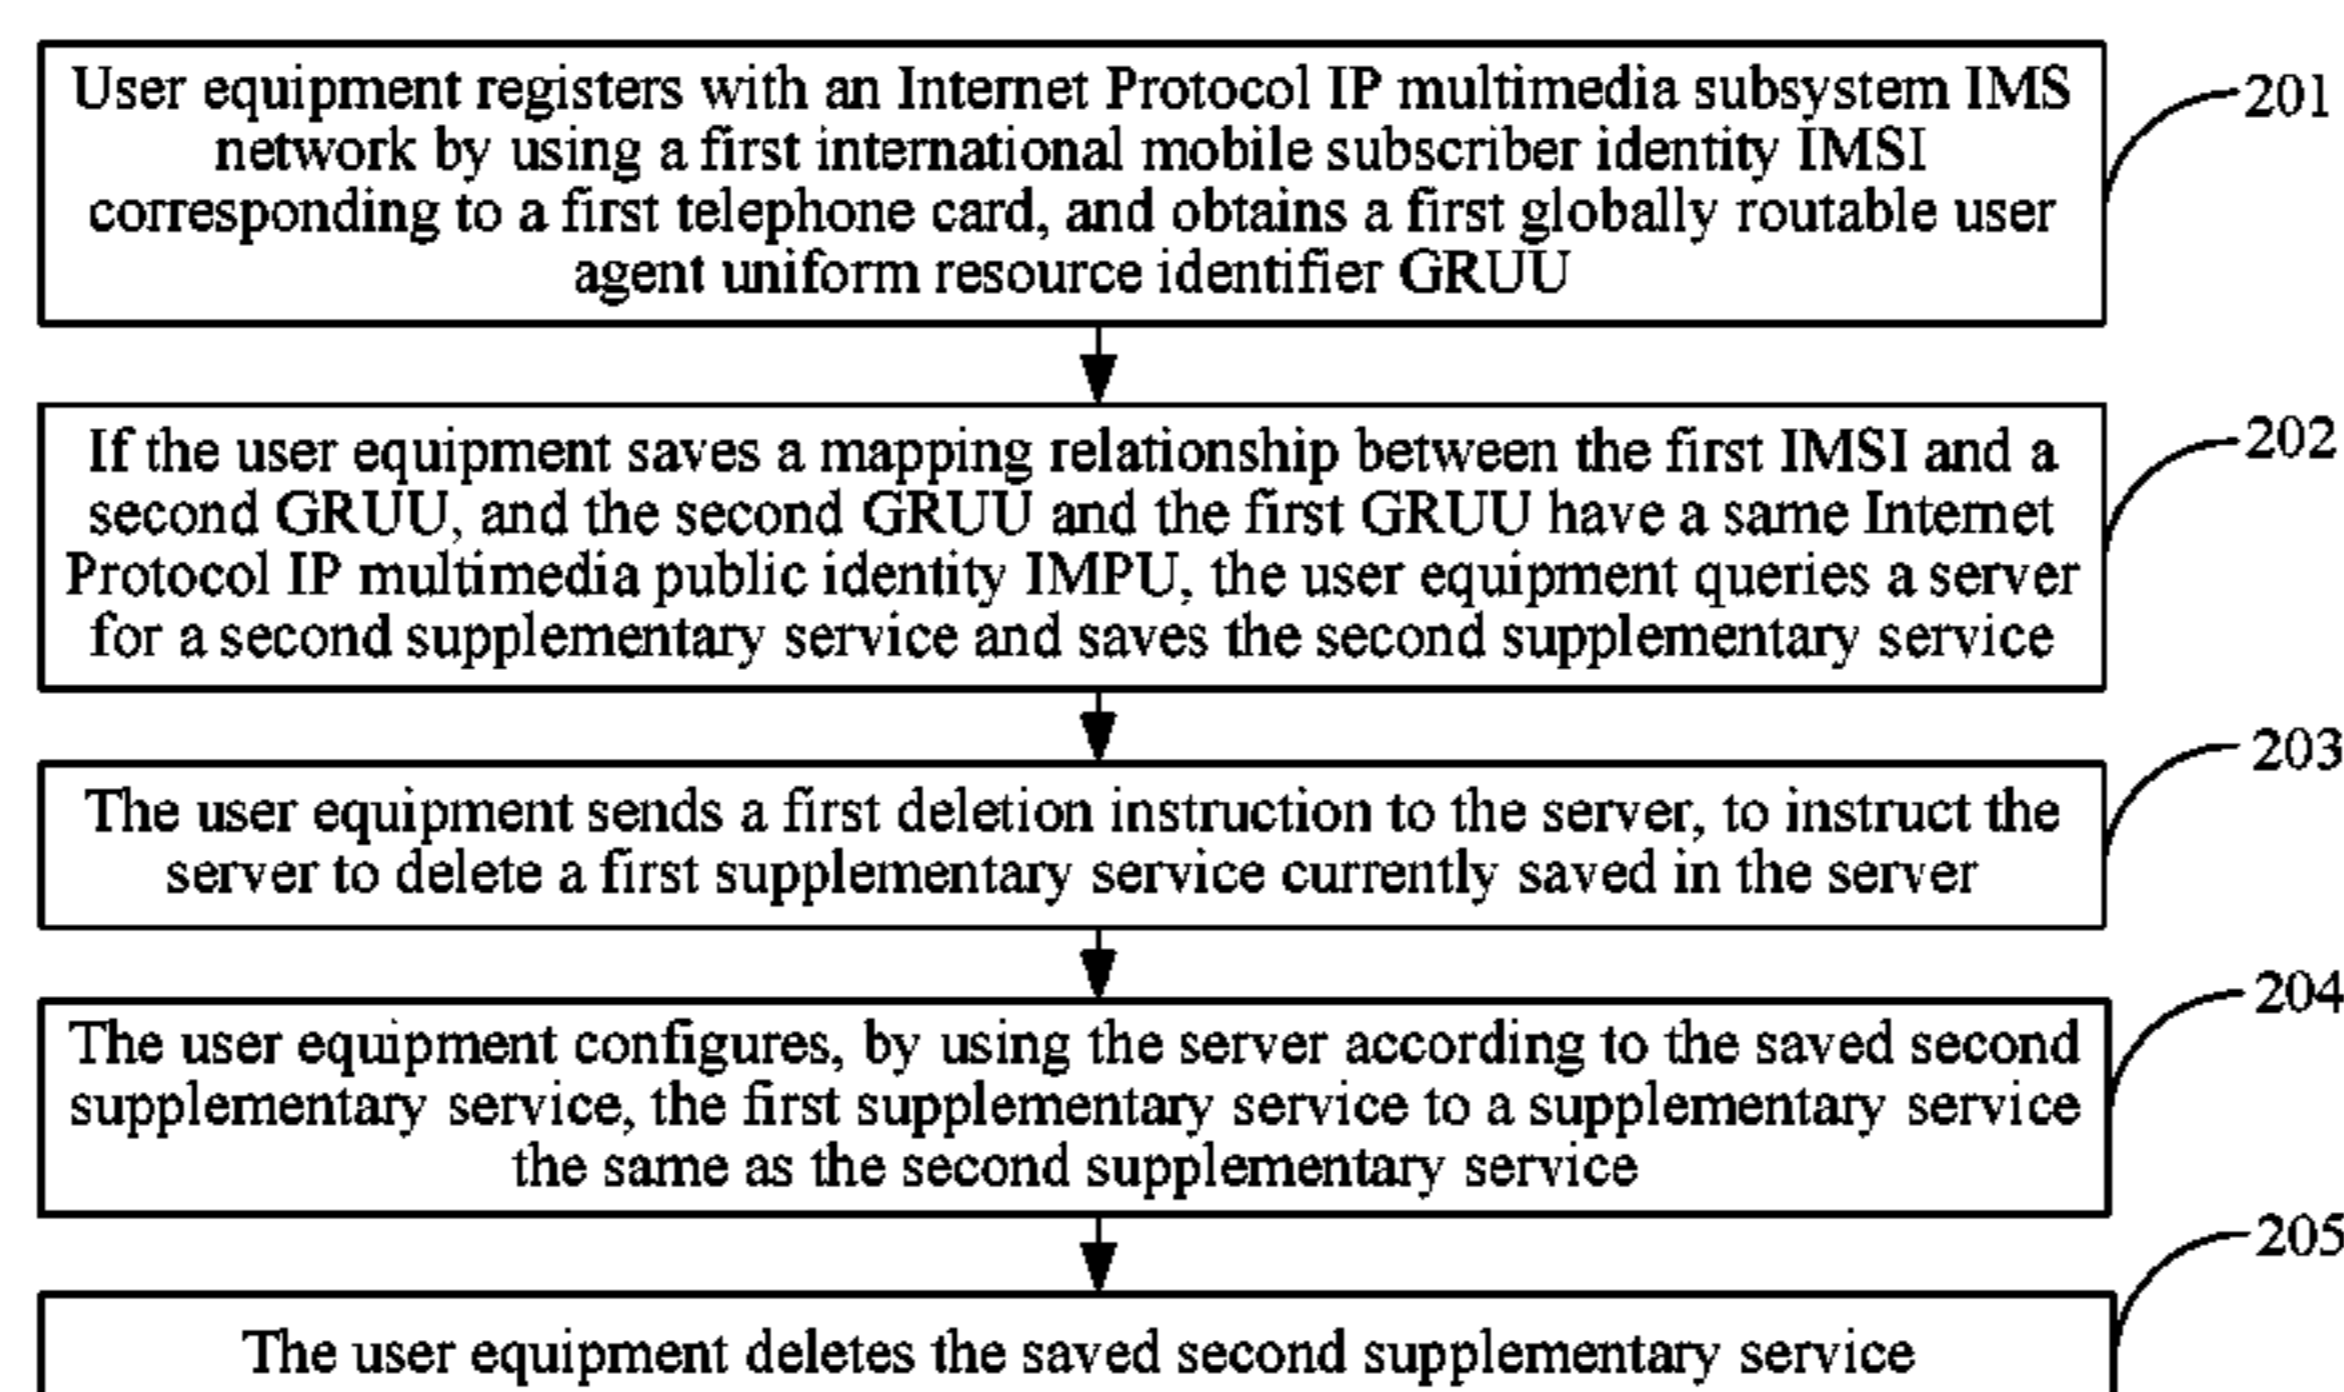 User equipment registers with an Internet Protocol IP multimedia subsystem IMS
network by using a first international mobile subscriber identity IMSI
corresponding to a first telephone card, and obtains a first globally routable user
agent uniform resource identifier GRUU
201
If the user equipment saves a mapping relationship between the first IMSI and a
second GRUU, and the second GRUU and the first GRUU have a same Internet
Protocol IP multimedia public identity IMPU, the user equipment queries a server
for a second supplementary service and saves the second supplementary service
202
The user equipment sends a first deletion instruction to the server, to instruct the
server to delete a first supplementary service currently saved in the server
203
The user equipment configures, by using the server according to the saved second
supplementary service, the first supplementary service to a supplementary service
the same as the second supplementary service
204
The user equipment deletes the saved second supplementary service
205